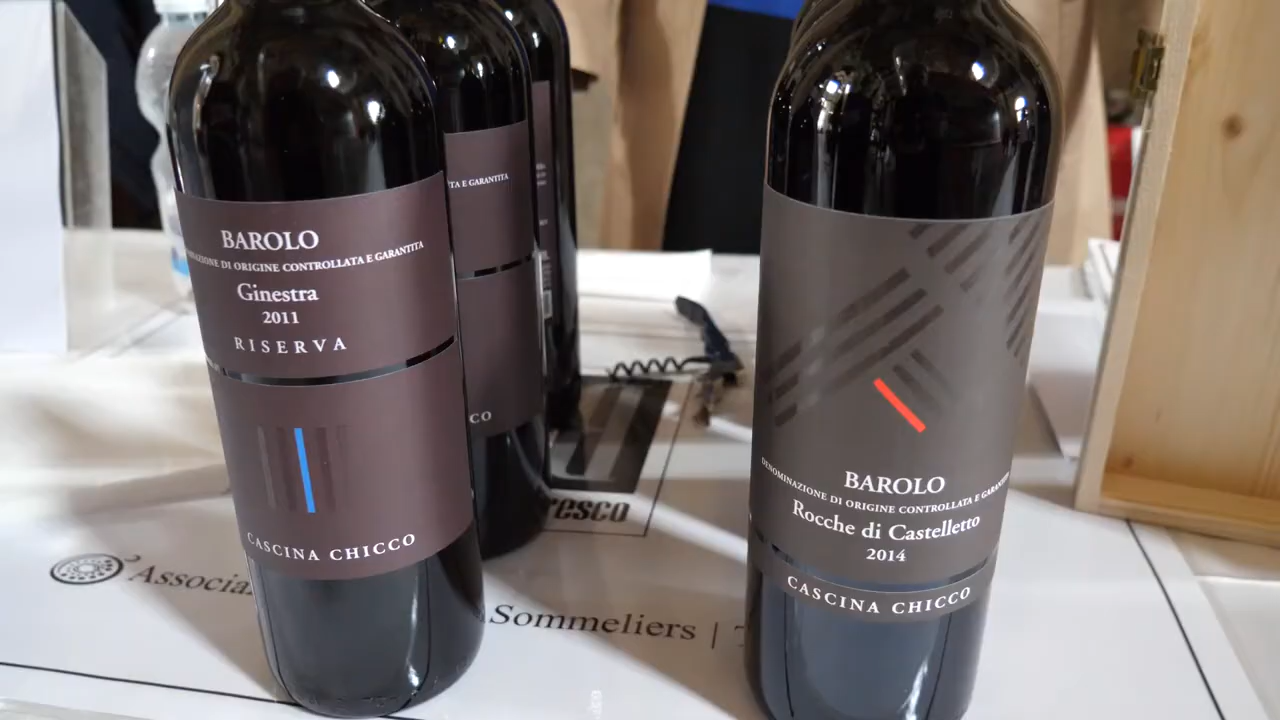 BAROLO
DI ORIGINE CONTROLLATA E GARANTITA
Ginestra
2011
RISERVA
CASCINA CHICCO
E GARANTITA
BAROLO
DENOMINAZIONE DI ORIGINE CONTROLLATA E
Rocche di Castelletto
2014
CASCINA CHICCO
Sommeliers |